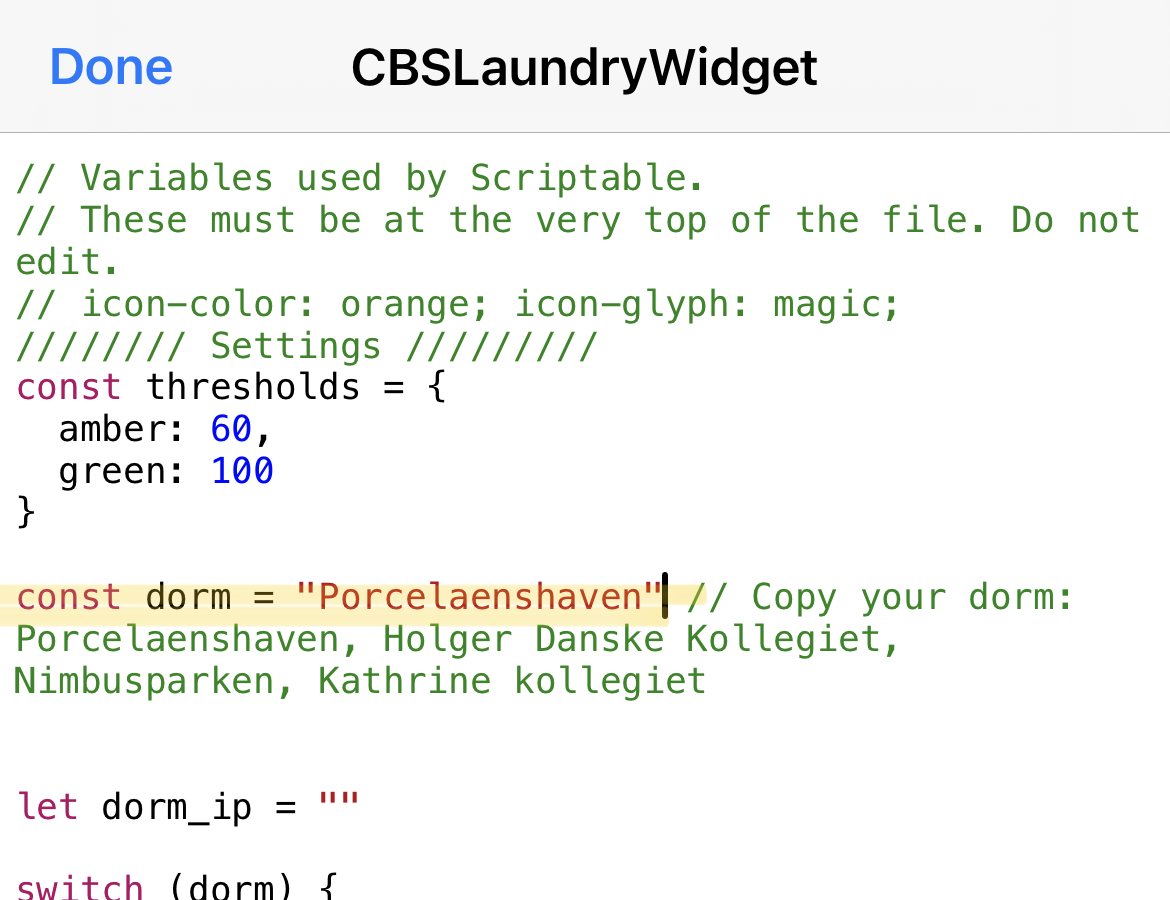 Done
CBSLaundryWidget
// Variables used by Scriptable.
// These must be at the very top of the file. Do not
edit.
// icon-color: orange; icon-glyph: magic;
//////// Settings /////////
const thresholds = {
  amber: 60,
  green: 100
}
const dorm = "Porcelaenshaven" // Copy your dorm:
Porcelaenshaven, Holger Danske Kollegiet,
Nimbusparken, Kathrine kollegiet
let dorm_ip = ""
switch (dorm) {